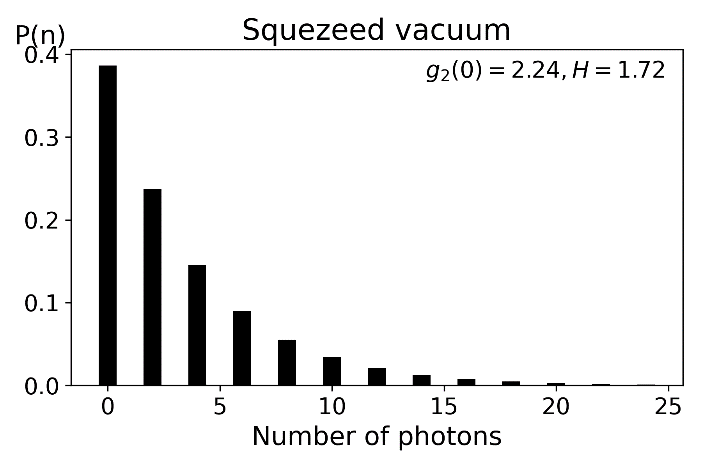 Squezeed vacuum
P(n)
g₂(0) = 2.24, H = 1.72
0.4
0.3
0.2
0.1
0.0
0 5 10 15 20 25
Number of photons